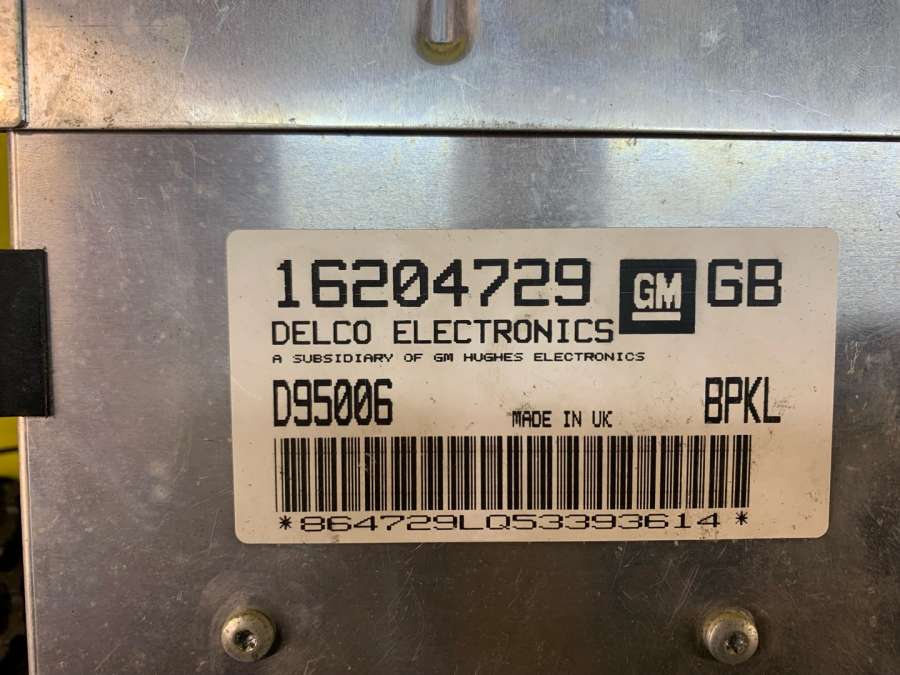 16204729 GM GB
DELCO ELECTRONICS
A SUBSIDIARY OF GM HUGHES ELECTRONICS
D95006 MADE IN UK BPKL
*864729LQ53393614*